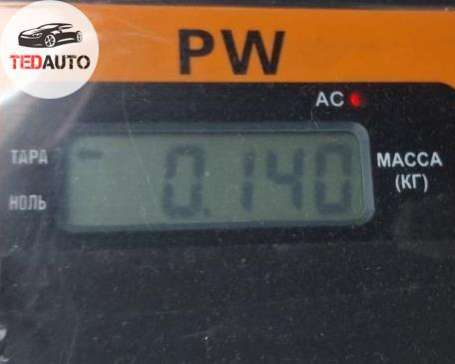 TEDAUTO
PW
AC
ТАРА
- 0.140
МАССА
(КГ)
НОЛЬ